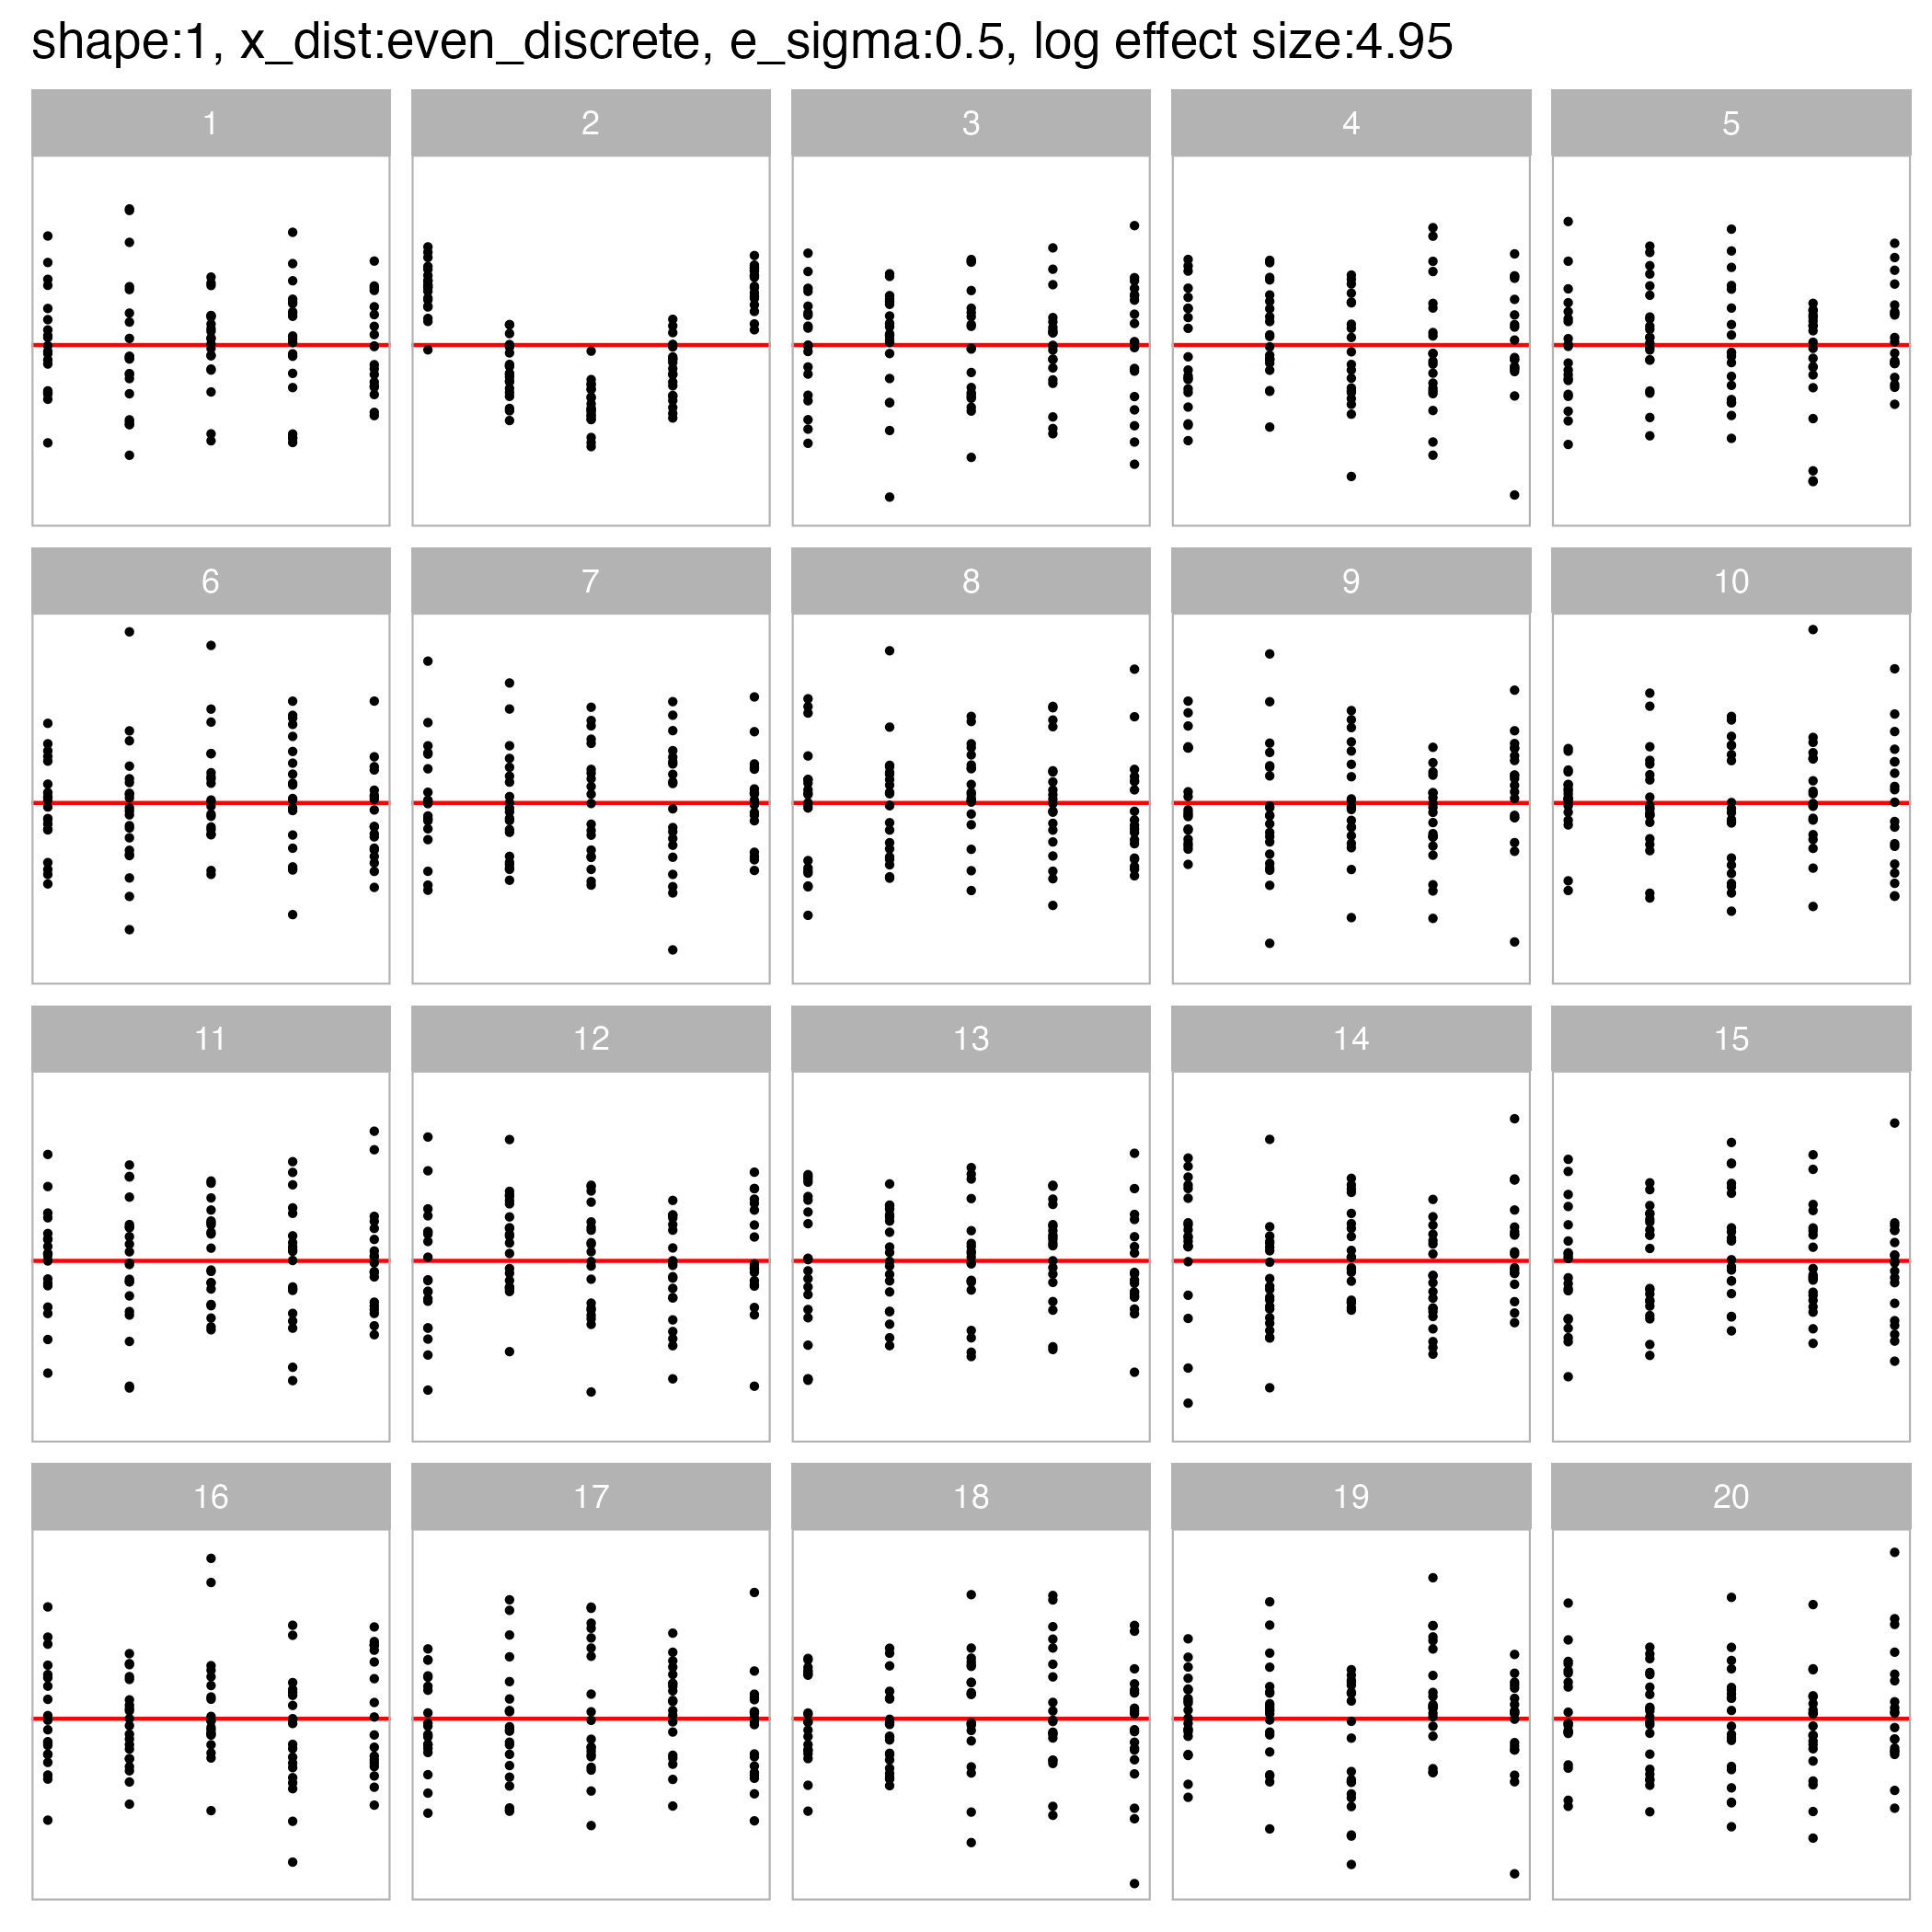 shape:1, x_dist:even_discrete, e_sigma:0.5, log effect size:4.95
1 2 3 4 5
6 7 8 9 10
11 12 13 14 15
16 17 18 19 20